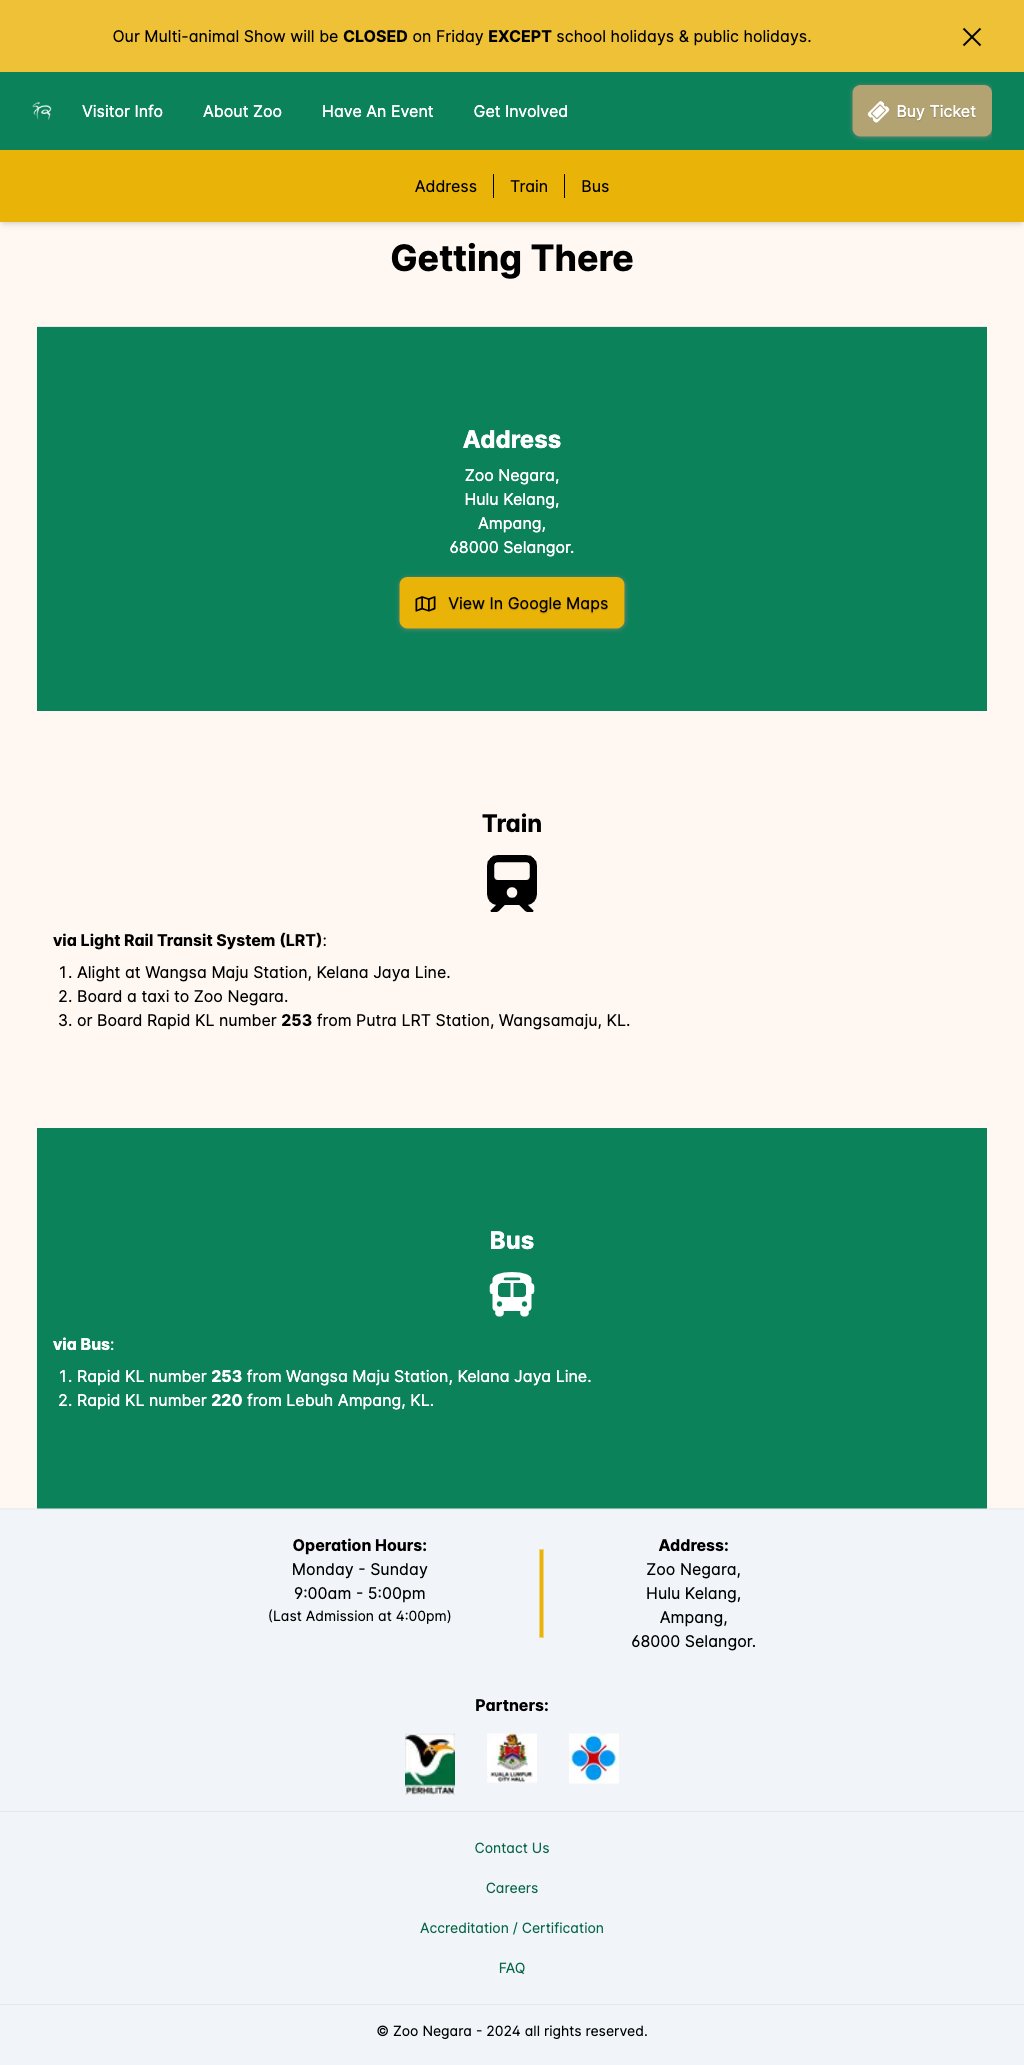 Our Multi-animal Show will be CLOSED on Friday EXCEPT school holidays & public holidays.
Visitor Info
About Zoo
Have An Event
Get Involved
Buy Ticket
Address
Train
Bus
Getting There
Address
Zoo Negara,
Hulu Kelang,
Ampang,
68000 Selangor.
View In Google Maps
Train
via Light Rail Transit System (LRT):
1. Alight at Wangsa Maju Station, Kelana Jaya Line.
2. Board a taxi to Zoo Negara.
3. or Board Rapid KL number 253 from Putra LRT Station, Wangsamaju, KL.
Bus
via Bus:
1. Rapid KL number 253 from Wangsa Maju Station, Kelana Jaya Line.
2. Rapid KL number 220 from Lebuh Ampang, KL.
Operation Hours:
Monday - Sunday
9:00am - 5:00pm
(Last Admission at 4:00pm)
Address:
Zoo Negara,
Hulu Kelang,
Ampang,
68000 Selangor.
Partners:
PERHILITAN
KUALA LUMPUR
CITY HALL
Contact Us
Careers
Accreditation / Certification
FAQ
© Zoo Negara - 2024 all rights reserved.